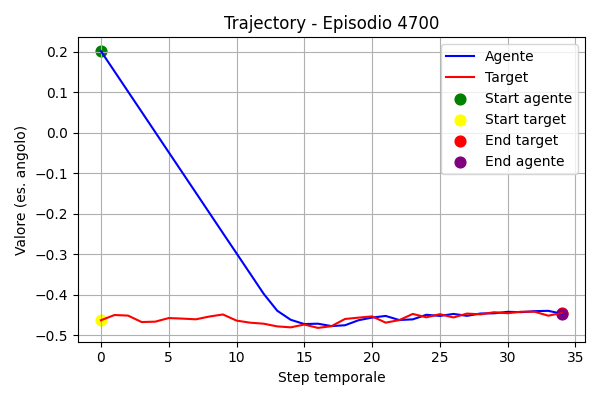 Trajectory - Episodio 4700
Valore (es. angolo)
0.2
0.1
0.0
−0.1
−0.2
−0.3
−0.4
−0.5
Agente
Target
Start agente
Start target
End target
End agente
0 5 10 15 20 25 30 35
Step temporale